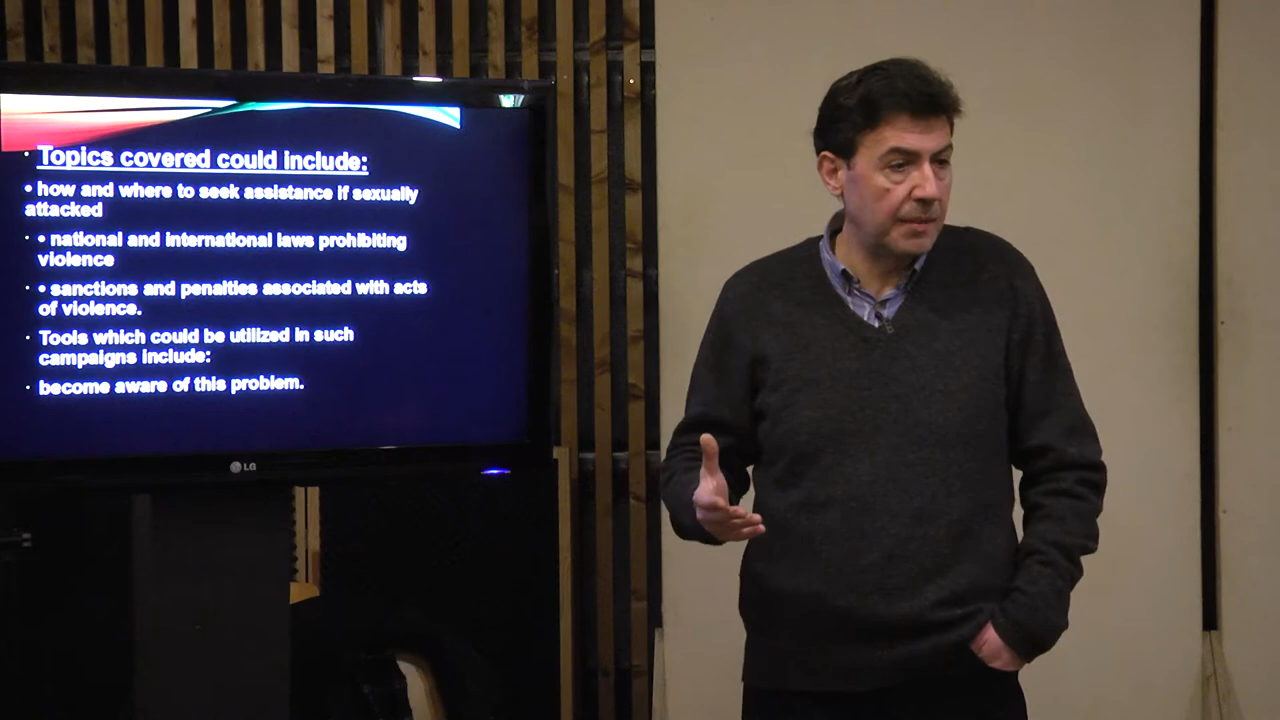 · Topics covered could include:
• how and where to seek assistance if sexually
attacked
· • national and international laws prohibiting
violence
· • sanctions and penalties associated with acts
of violence.
· Tools which could be utilized in such
campaigns include:
· become aware of this problem.
LG